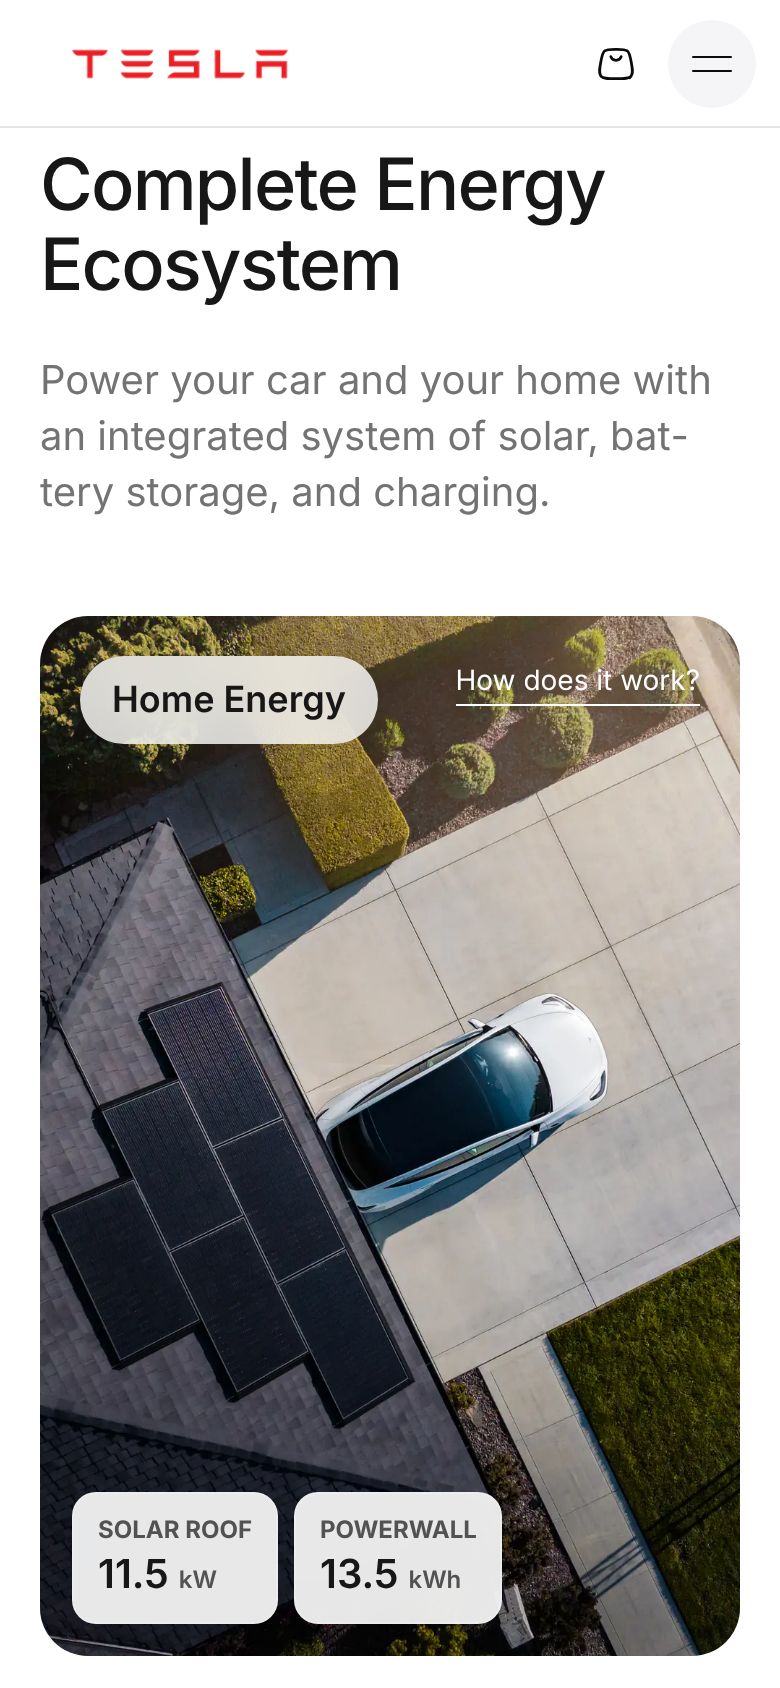 TESLA
Complete Energy
Ecosystem
Power your car and your home with
an integrated system of solar, bat-
tery storage, and charging.
Home Energy
How does it work?
SOLAR ROOF
11.5 kW
POWERWALL
13.5 kWh